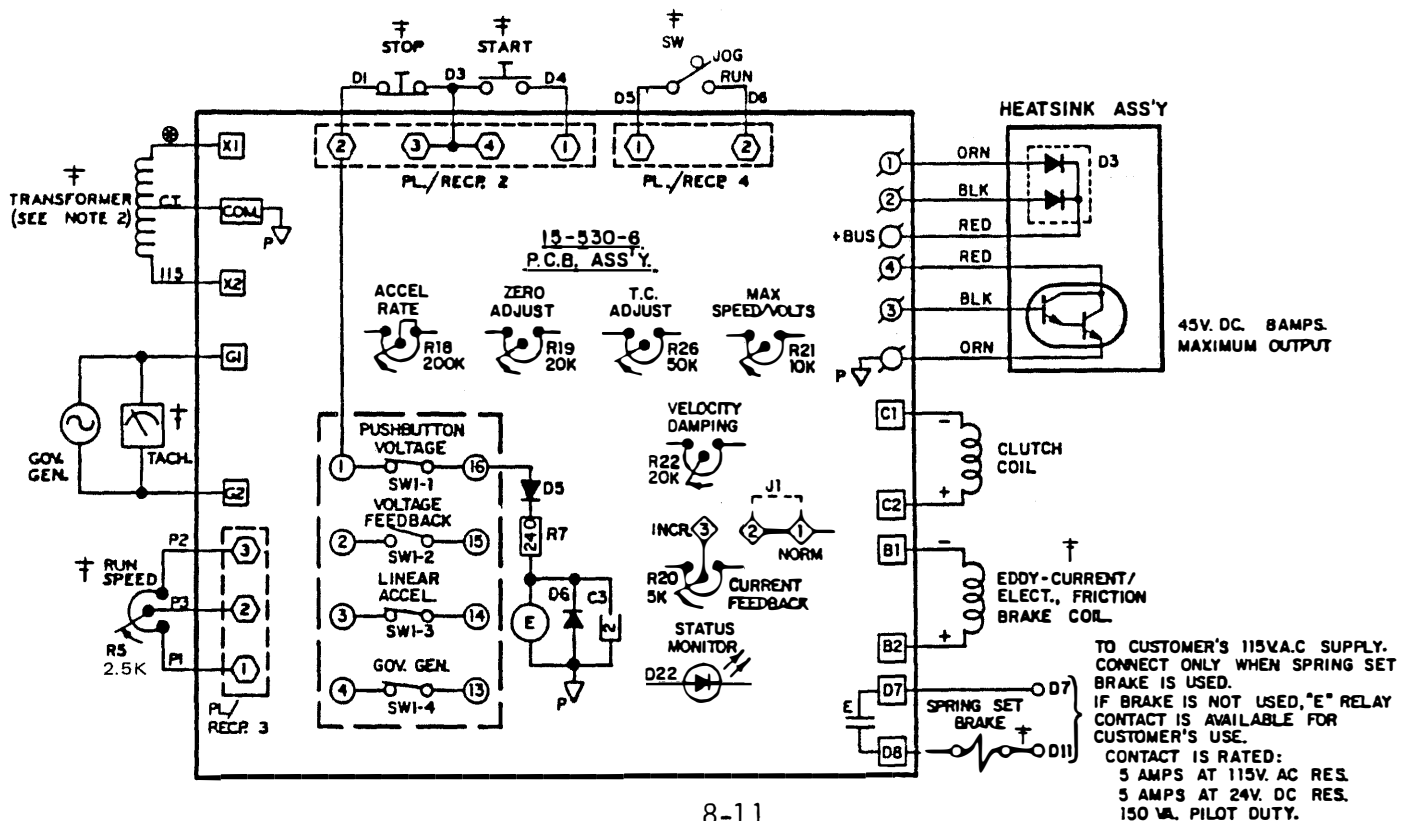 ‡
STOP
‡
START
‡
SW
JOG
RUN
D1
D3
D4
D5
D6
HEATSINK ASS'Y
X1
2
3
4
1
1
2
PL./RECP. 2
PL./RECP. 4
‡
TRANSFORMER
(SEE NOTE 2)
C.T.
COM.
P
115
X2
15-530-6
P.C.B. ASS'Y.
1
ORN
D3
2
BLK
+BUS
RED
4
RED
3
BLK
ORN
P
45V. DC. 8AMPS.
MAXIMUM OUTPUT
ACCEL
RATE
R18
200K
ZERO
ADJUST
R19
20K
T.C.
ADJUST
R26
50K
MAX
SPEED/VOLTS
R21
10K
G1
GOV.
GEN.
‡
TACH.
G2
PUSHBUTTON
VOLTAGE
1
16
SW1-1
VOLTAGE
FEEDBACK
2
15
SW1-2
LINEAR
ACCEL.
3
14
SW1-3
GOV. GEN.
4
13
SW1-4
D5
240
R7
E
D6
C3
2
P
VELOCITY
DAMPING
R22
20K
J1
INCR.
3
2
1
NORM
R20
5K
CURRENT
FEEDBACK
STATUS
MONITOR
D22
C1
-
CLUTCH
COIL
+
C2
B1
-
‡
EDDY-CURRENT/
ELECT., FRICTION
BRAKE COIL.
+
B2
‡ RUN
SPEED
P2
3
P3
2
R5
2.5K
P1
1
PL./
RECP. 3
E
D7
D7
SPRING SET
BRAKE
‡
D8
D11
TO CUSTOMER'S 115V.A.C SUPPLY.
CONNECT ONLY WHEN SPRING SET
BRAKE IS USED.
IF BRAKE IS NOT USED, "E" RELAY
CONTACT IS AVAILABLE FOR
CUSTOMER'S USE.
CONTACT IS RATED:
5 AMPS AT 115V. AC RES.
5 AMPS AT 24V. DC RES.
150 VA. PILOT DUTY.
8-11